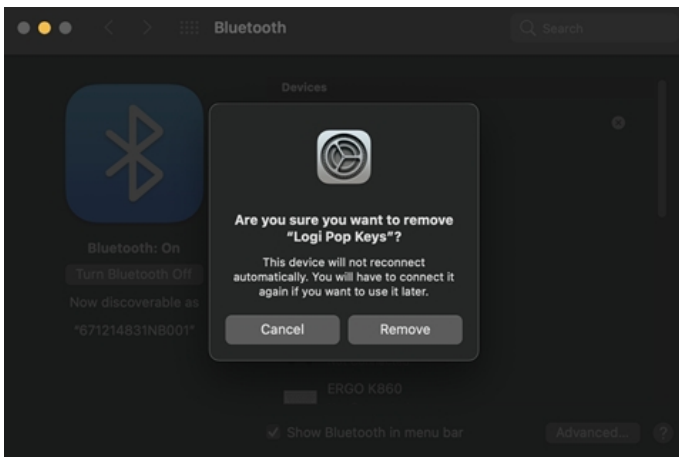 Bluetooth
Search
Devices
Are you sure you want to remove
“Logi Pop Keys”?
This device will not reconnect
automatically. You will have to connect it
again if you want to use it later.
Cancel
Remove
Bluetooth: On
Turn Bluetooth Off
Now discoverable as
“671214831NB001”
ERGO K860
Show Bluetooth in menu bar
Advanced...
?